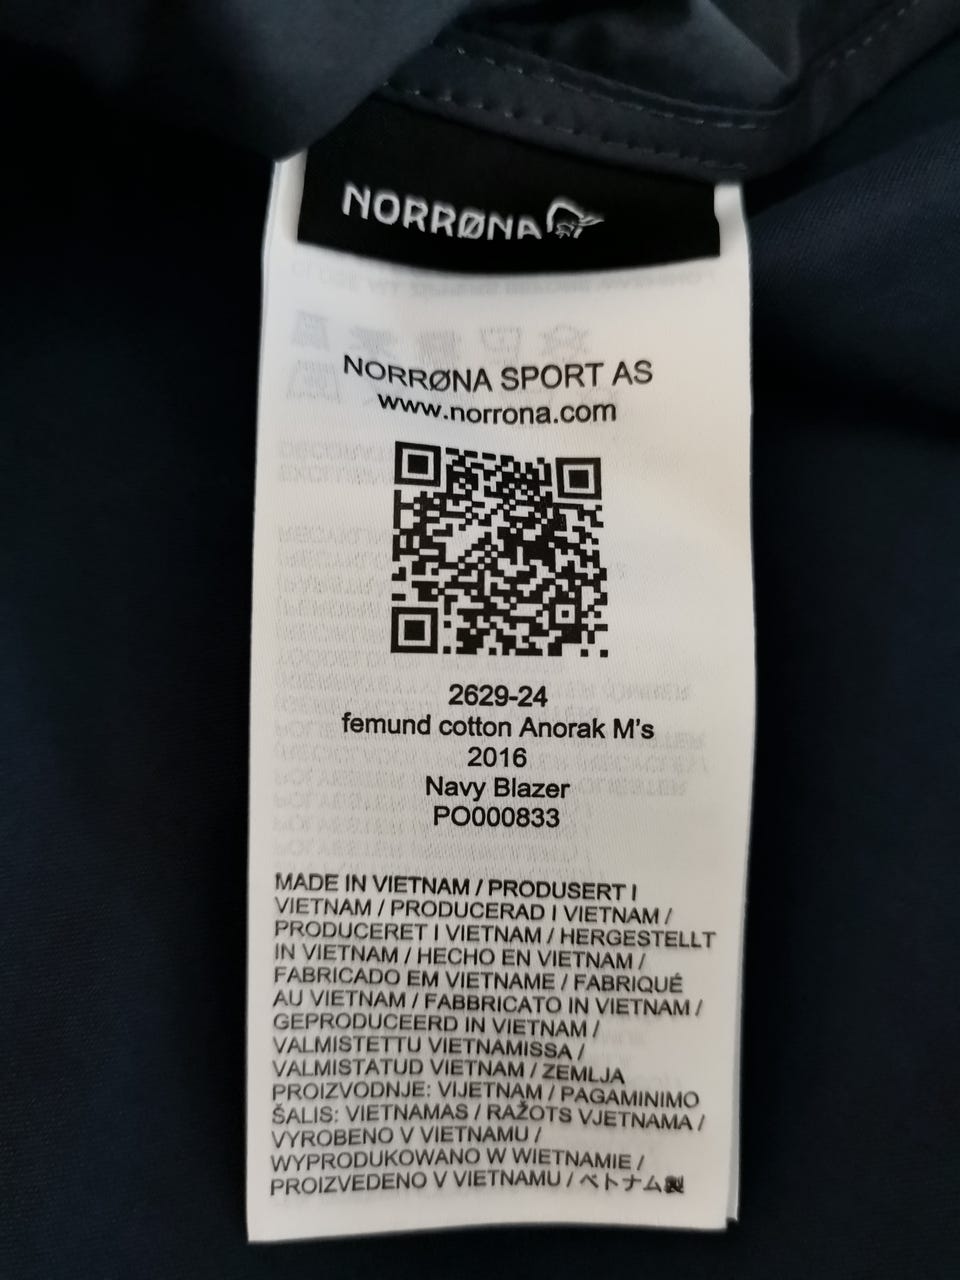 NORRØNA
NORRØNA SPORT AS
www.norrona.com
2629-24
femund cotton Anorak M's
2016
Navy Blazer
PO000833
MADE IN VIETNAM / PRODUSERT I
VIETNAM / PRODUCERAD I VIETNAM /
PRODUCERET I VIETNAM / HERGESTELLT
IN VIETNAM / HECHO EN VIETNAM /
FABRICADO EM VIETNAME / FABRIQUÉ
AU VIETNAM / FABBRICATO IN VIETNAM /
GEPRODUCEERD IN VIETNAM /
VALMISTETTU VIETNAMISSA /
VALMISTATUD VIETNAM / ZEMLJA
PROIZVODNJE: VIJETNAM / PAGAMINIMO
ŠALIS: VIETNAMAS / RAŽOTS VJETNAMA /
VYROBENO V VIETNAMU /
WYPRODUKOWANO W WIETNAMIE /
PROIZVEDENO V VIETNAMU / ベトナム製